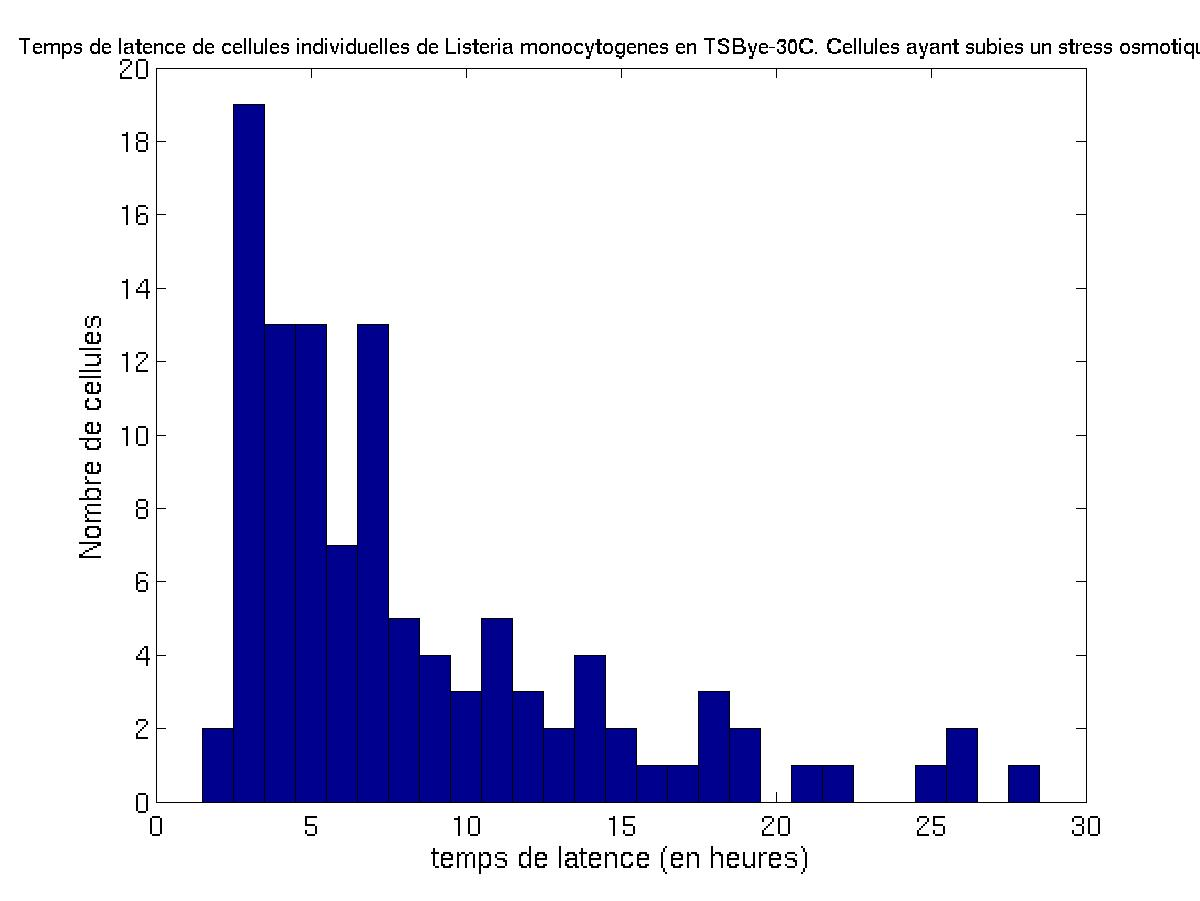 Temps de latence de cellules individuelles de Listeria monocytogenes en TSBye-30C. Cellules ayant subies un stress
20
18
16
14
12
10
8
6
4
2
0
Nombre de cellules
0 5 10 15 20 25 30
temps de latence (en heures)